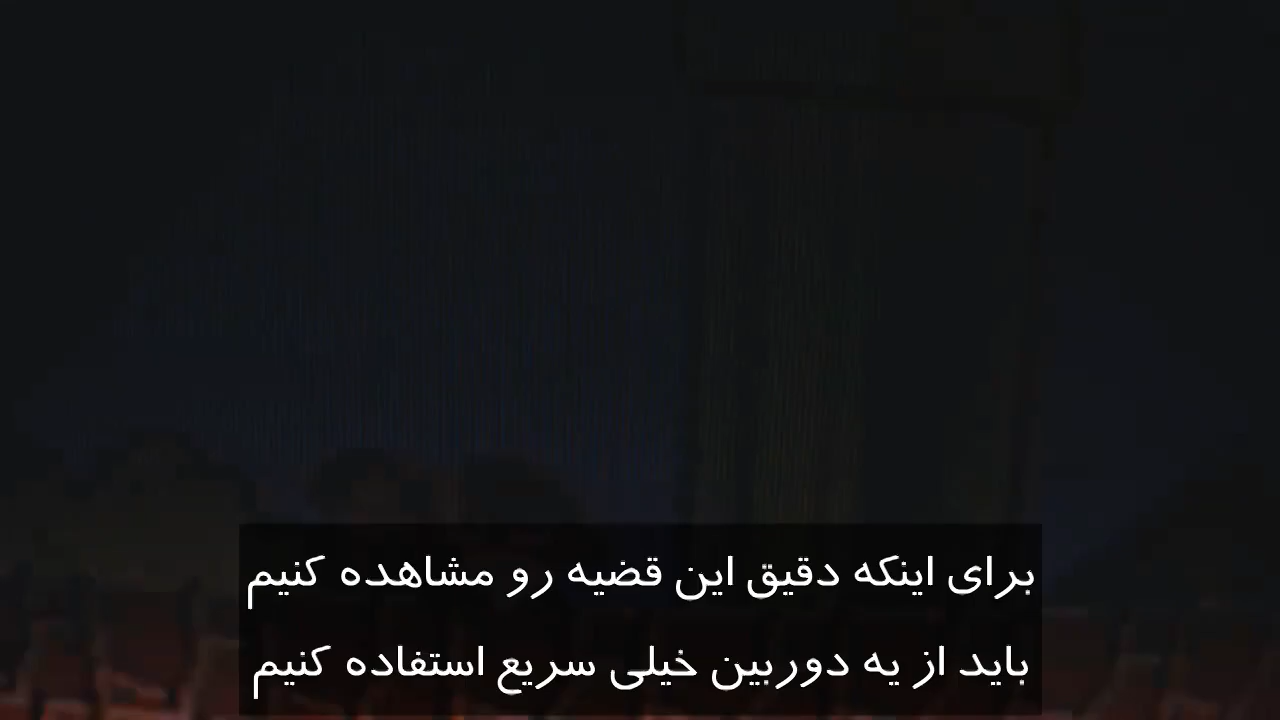 برای اینکه دقیق این قضیه رو مشاهده کنیم
باید از یه دوربین خیلی سریع استفاده کنیم